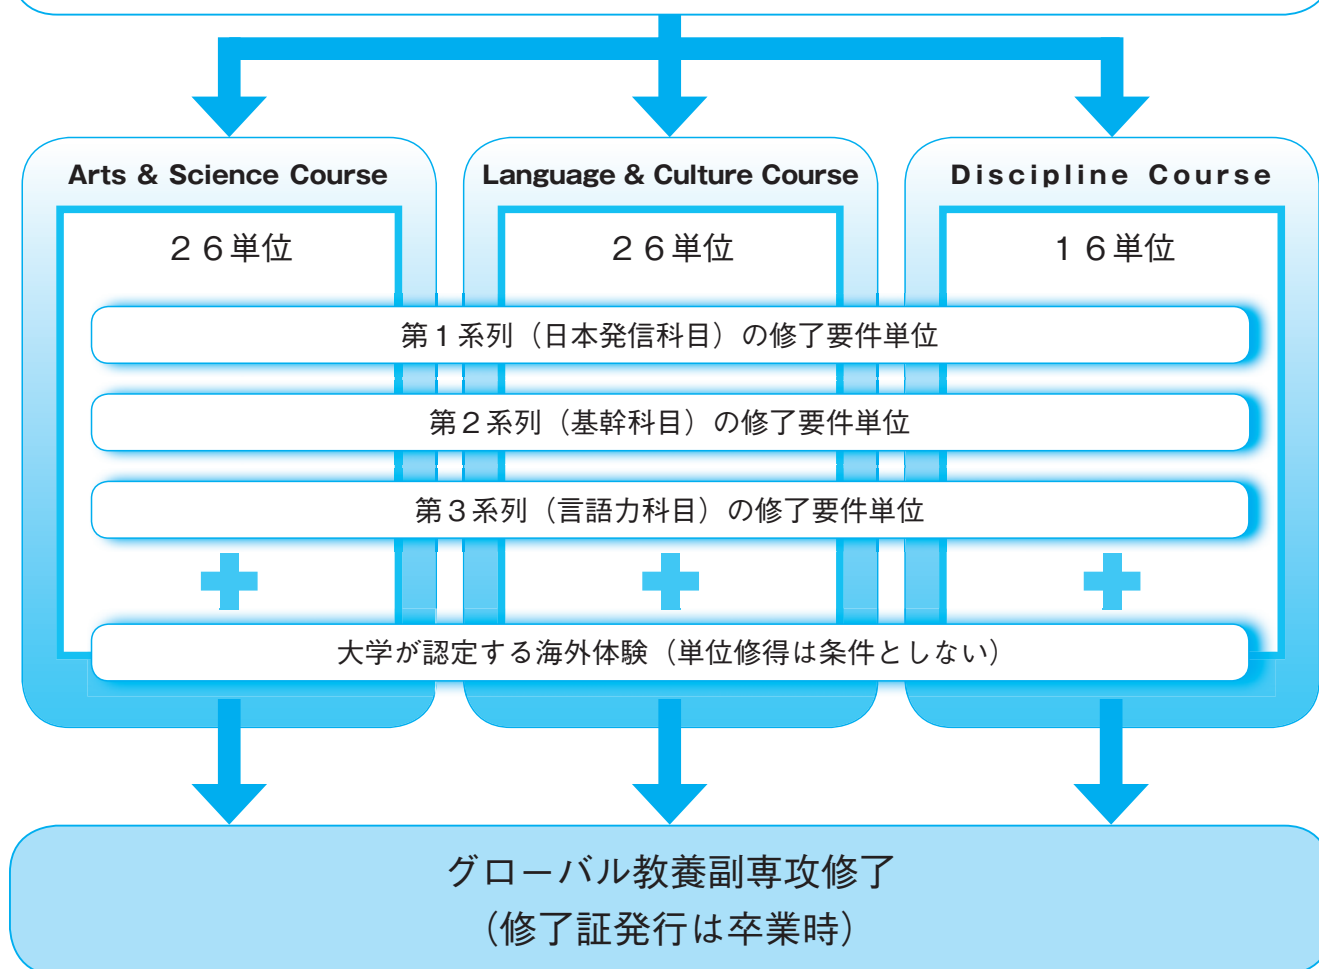 Arts & Science Course
Language & Culture Course
Discipline Course
２６単位
２６単位
１６単位
第１系列（日本発信科目）の修了要件単位
第２系列（基幹科目）の修了要件単位
第３系列（言語力科目）の修了要件単位
大学が認定する海外体験（単位修得は条件としない）
グローバル教養副専攻修了
（修了証発行は卒業時）